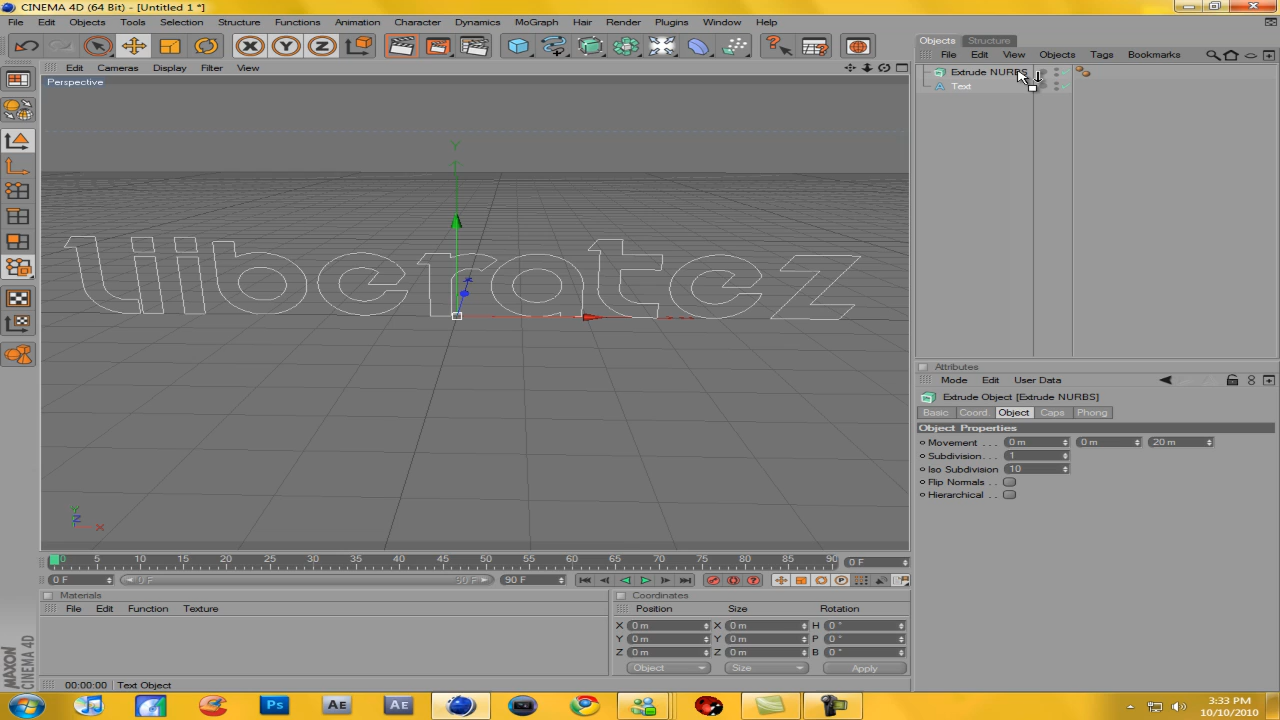 CINEMA 4D (64 Bit) - [Untitled 1 *]
File Edit Objects Tools Selection Structure Functions Animation Character Dynamics MoGraph Hair Render Plugins Window Help
Objects Structure
File Edit View Objects Tags Bookmarks
Edit Cameras Display Filter View
Perspective
Extrude NURBS
Text
Y
liberatez
Y
Z
X
Attributes
Mode Edit User Data
Extrude Object [Extrude NURBS]
Basic Coord. Object Caps Phong
Object Properties
Movement . . . 0 m 0 m 20 m
Subdivision. . . 1
Iso Subdivision 10
Flip Normals . .
Hierarchical . .
0 5 10 15 20 25 30 35 40 45 50 55 60 65 70 75 80 85 90 0 F
0 F 0 F 90 F 90 F
Materials
File Edit Function Texture
Coordinates
Position Size Rotation
X 0 m X 0 m H 0 °
Y 0 m Y 0 m P 0 °
Z 0 m Z 0 m B 0 °
Object Size Apply
MAXON
CINEMA 4D
00:00:00 Text Object
Ps Ae Ae
3:33 PM
10/10/2010